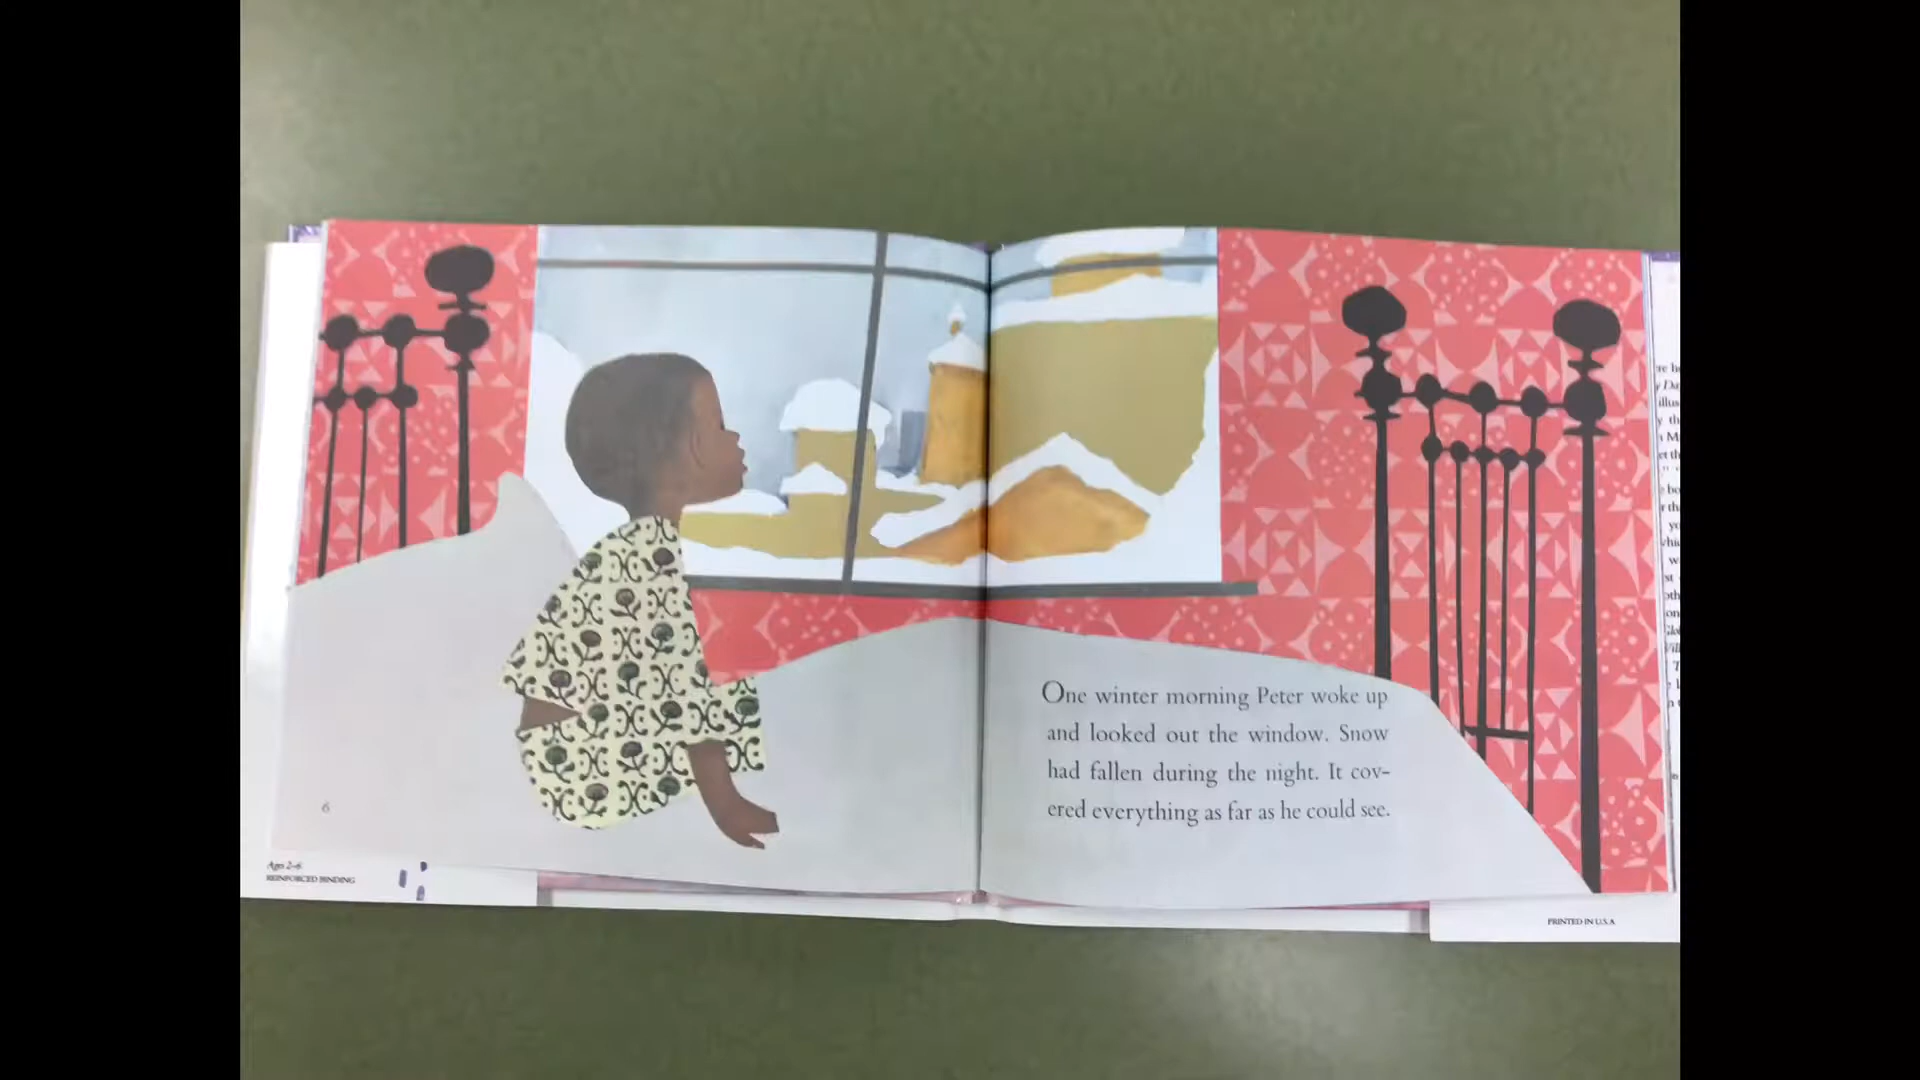 One winter morning Peter woke up
and looked out the window. Snow
had fallen during the night. It cov-
ered everything as far as he could see.
6
Ages 2-6
REINFORCED BINDING
PRINTED IN U.S.A